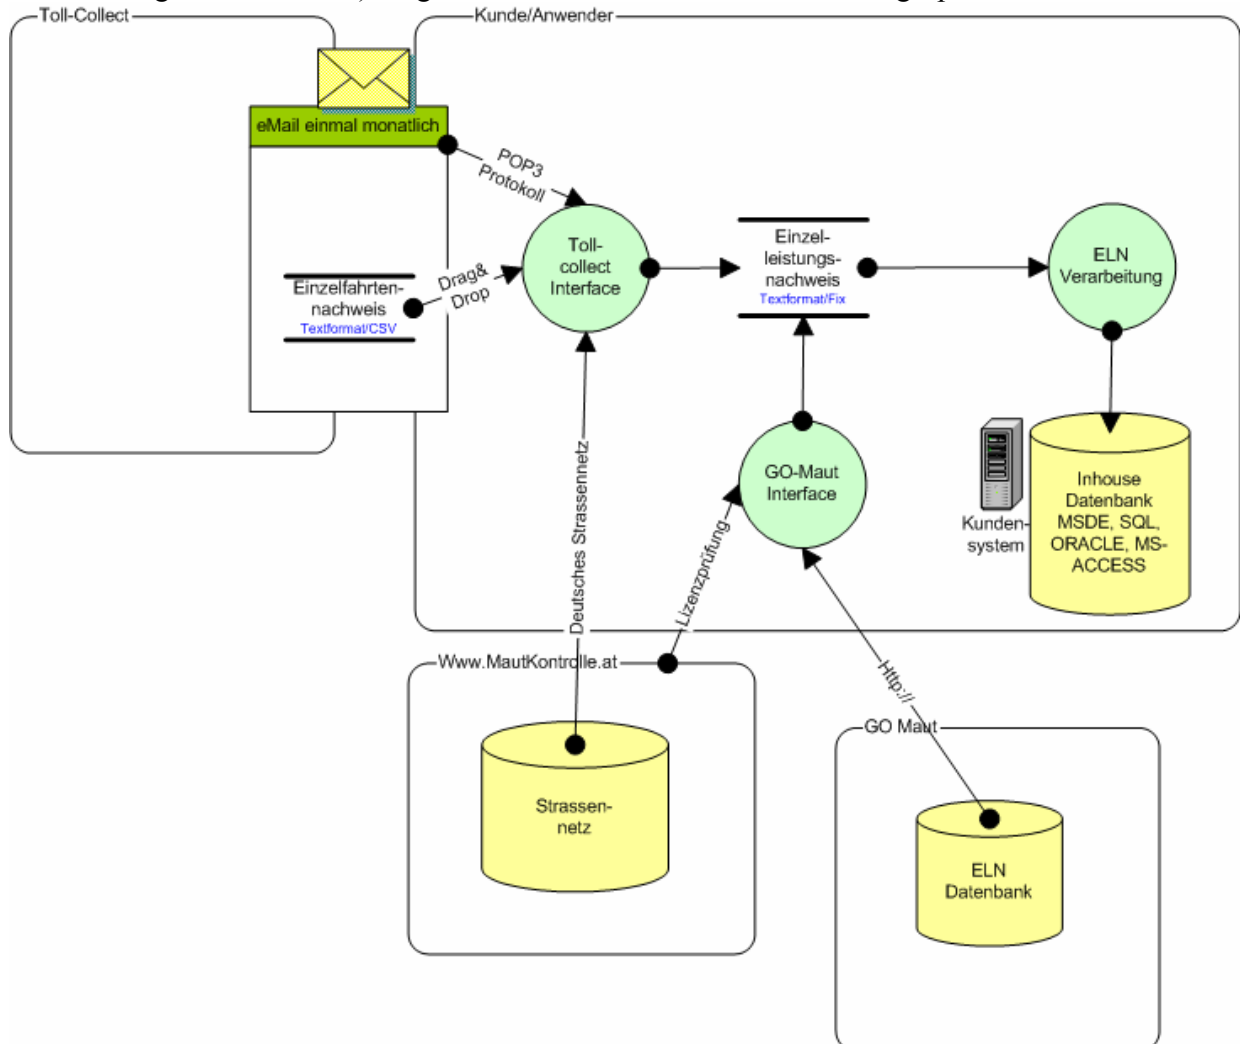 Toll-Collect
Kunde/Anwender
eMail einmal monatlich
POP3
Protokoll
Einzelfahrten-
nachweis
Textformat/CSV
Drag&
Drop
Toll-
collect
Interface
Einzel-
leistungs-
nachweis
Textformat/Fix
ELN
Verarbeitung
GO-Maut
Interface
Kunden-
system
Inhouse
Datenbank
MSDE, SQL,
ORACLE, MS-
ACCESS
Deutsches Strassennetz
Lizenzprüfung
Http://
Www.MautKontrolle.at
Strassen-
netz
GO Maut
ELN
Datenbank